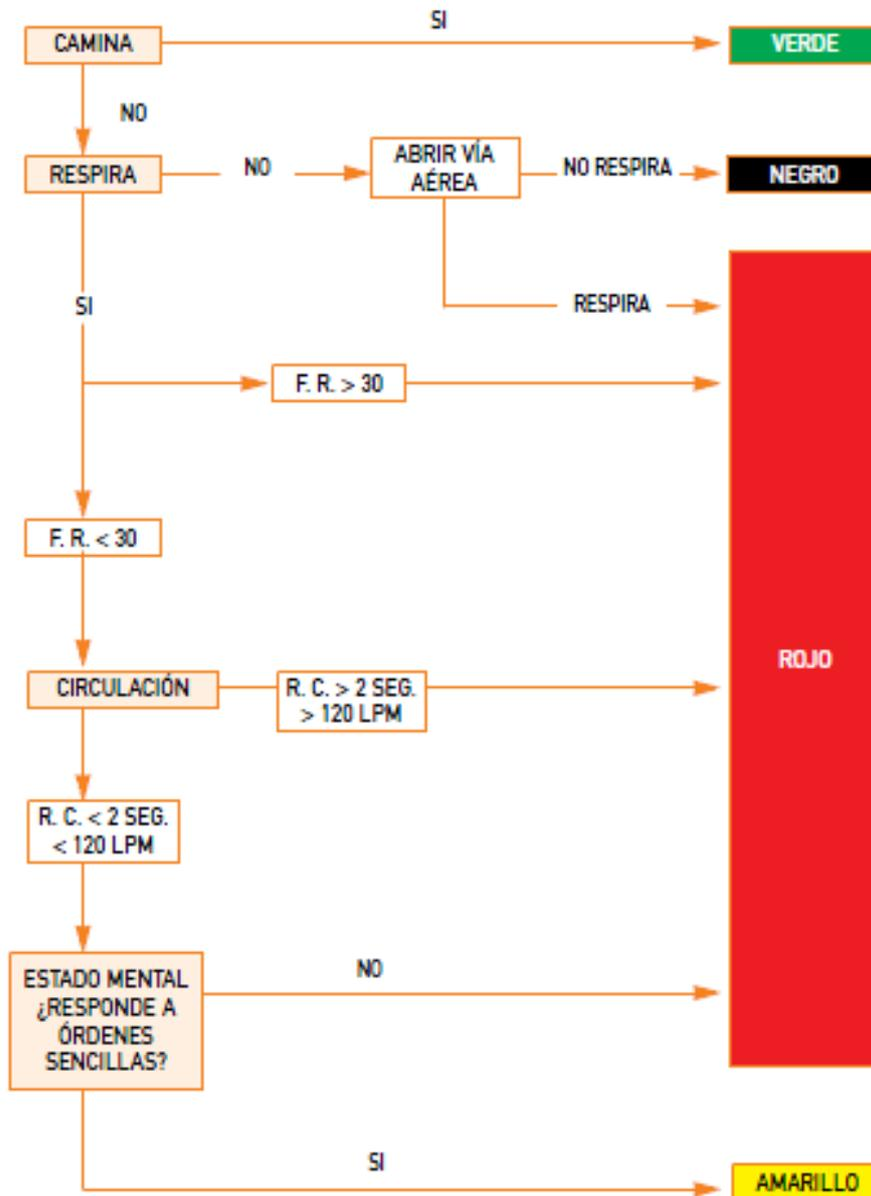 SI
CAMINA
VERDE
NO
RESPIRA
NO
ABRIR VÍA
AÉREA
NO RESPIRA
NEGRO
SI
RESPIRA
F. R. > 30
F. R. < 30
ROJO
CIRCULACIÓN
R. C. > 2 SEG.
> 120 LPM
R. C. < 2 SEG.
< 120 LPM
ESTADO MENTAL
¿RESPONDE A
ÓRDENES
SENCILLAS?
NO
SI
AMARILLO